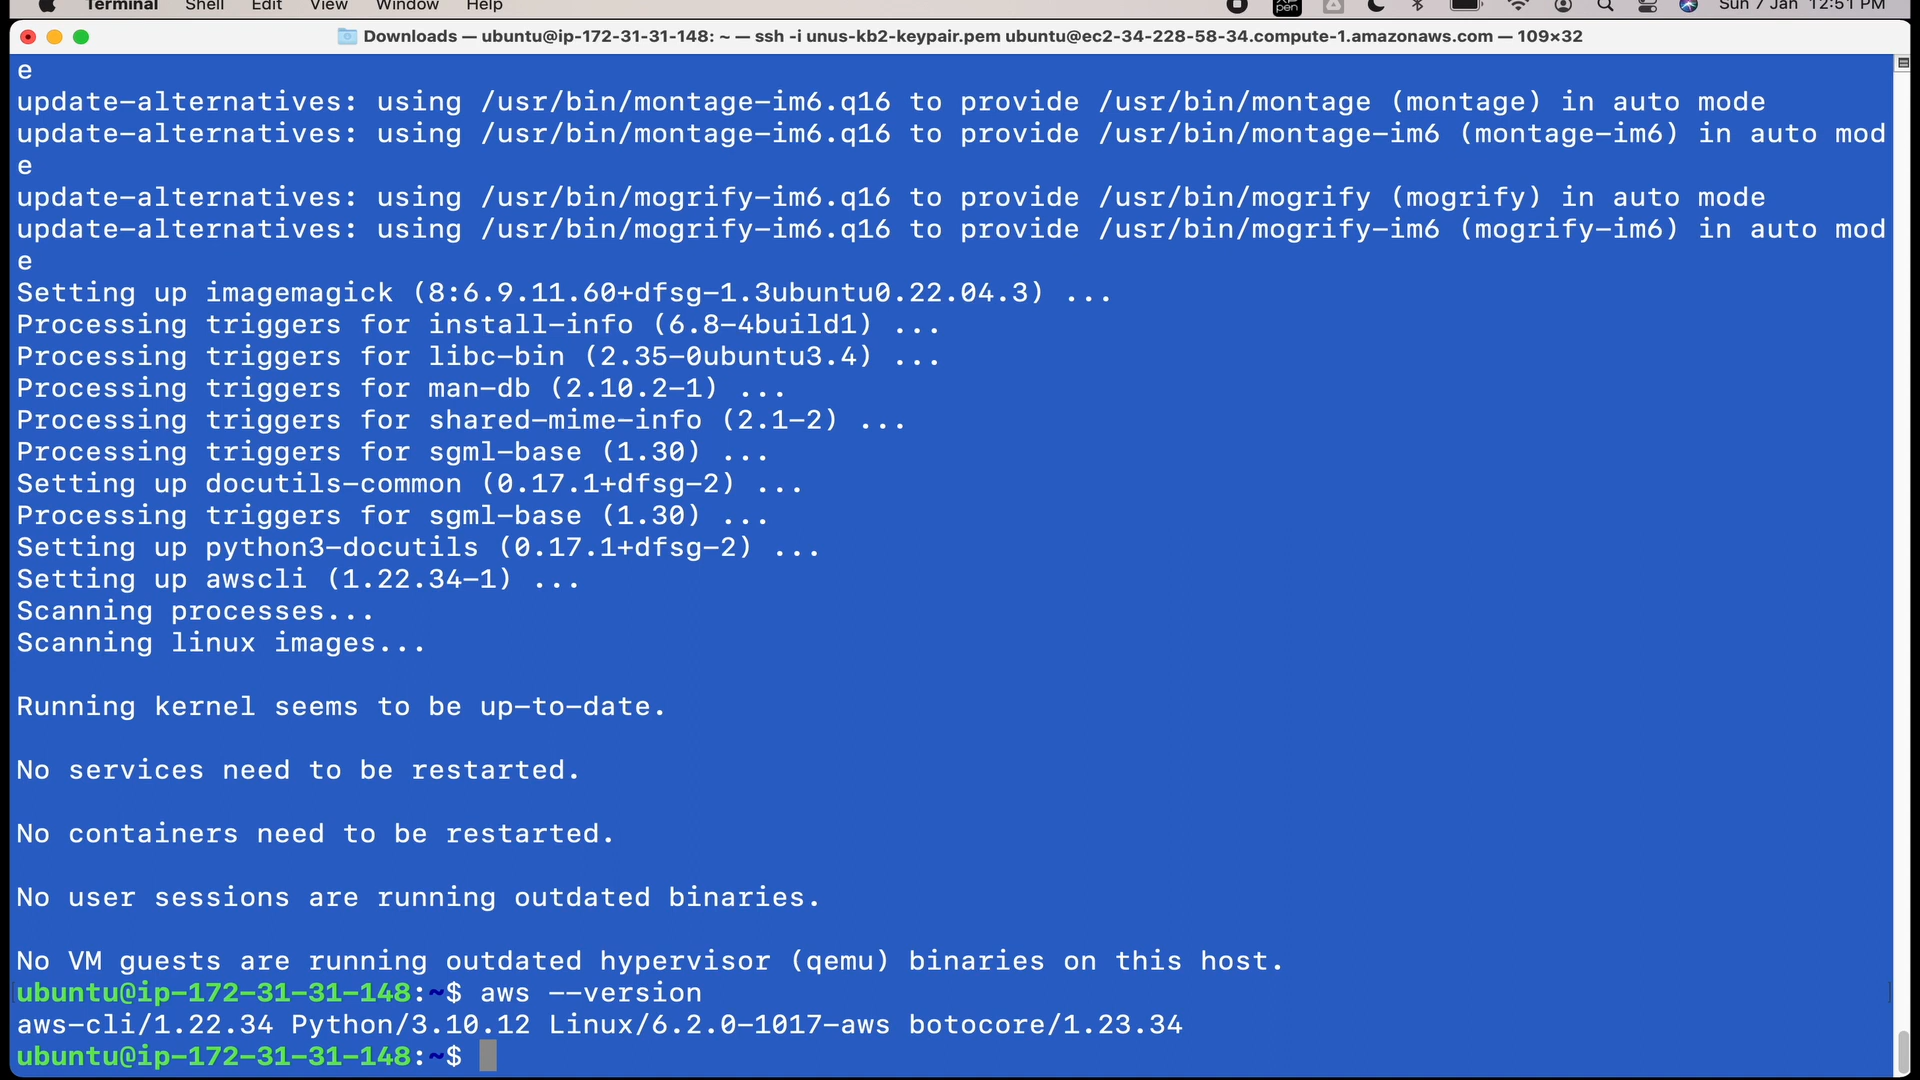 Terminal Shell Edit View Window Help pen Sun 7 Jan 12:51 PM
Downloads — ubuntu@ip-172-31-31-148: ~ — ssh -i unus-kb2-keypair.pem ubuntu@ec2-34-228-58-34.compute-1.amazonaws.com — 109×32
e
update-alternatives: using /usr/bin/montage-im6.q16 to provide /usr/bin/montage (montage) in auto mode
update-alternatives: using /usr/bin/montage-im6.q16 to provide /usr/bin/montage-im6 (montage-im6) in auto mod
e
update-alternatives: using /usr/bin/mogrify-im6.q16 to provide /usr/bin/mogrify (mogrify) in auto mode
update-alternatives: using /usr/bin/mogrify-im6.q16 to provide /usr/bin/mogrify-im6 (mogrify-im6) in auto mod
e
Setting up imagemagick (8:6.9.11.60+dfsg-1.3ubuntu0.22.04.3) ...
Processing triggers for install-info (6.8-4build1) ...
Processing triggers for libc-bin (2.35-0ubuntu3.4) ...
Processing triggers for man-db (2.10.2-1) ...
Processing triggers for shared-mime-info (2.1-2) ...
Processing triggers for sgml-base (1.30) ...
Setting up docutils-common (0.17.1+dfsg-2) ...
Processing triggers for sgml-base (1.30) ...
Setting up python3-docutils (0.17.1+dfsg-2) ...
Setting up awscli (1.22.34-1) ...
Scanning processes...
Scanning linux images...
Running kernel seems to be up-to-date.
No services need to be restarted.
No containers need to be restarted.
No user sessions are running outdated binaries.
No VM guests are running outdated hypervisor (qemu) binaries on this host.
ubuntu@ip-172-31-31-148:~$ aws --version
aws-cli/1.22.34 Python/3.10.12 Linux/6.2.0-1017-aws botocore/1.23.34
ubuntu@ip-172-31-31-148:~$